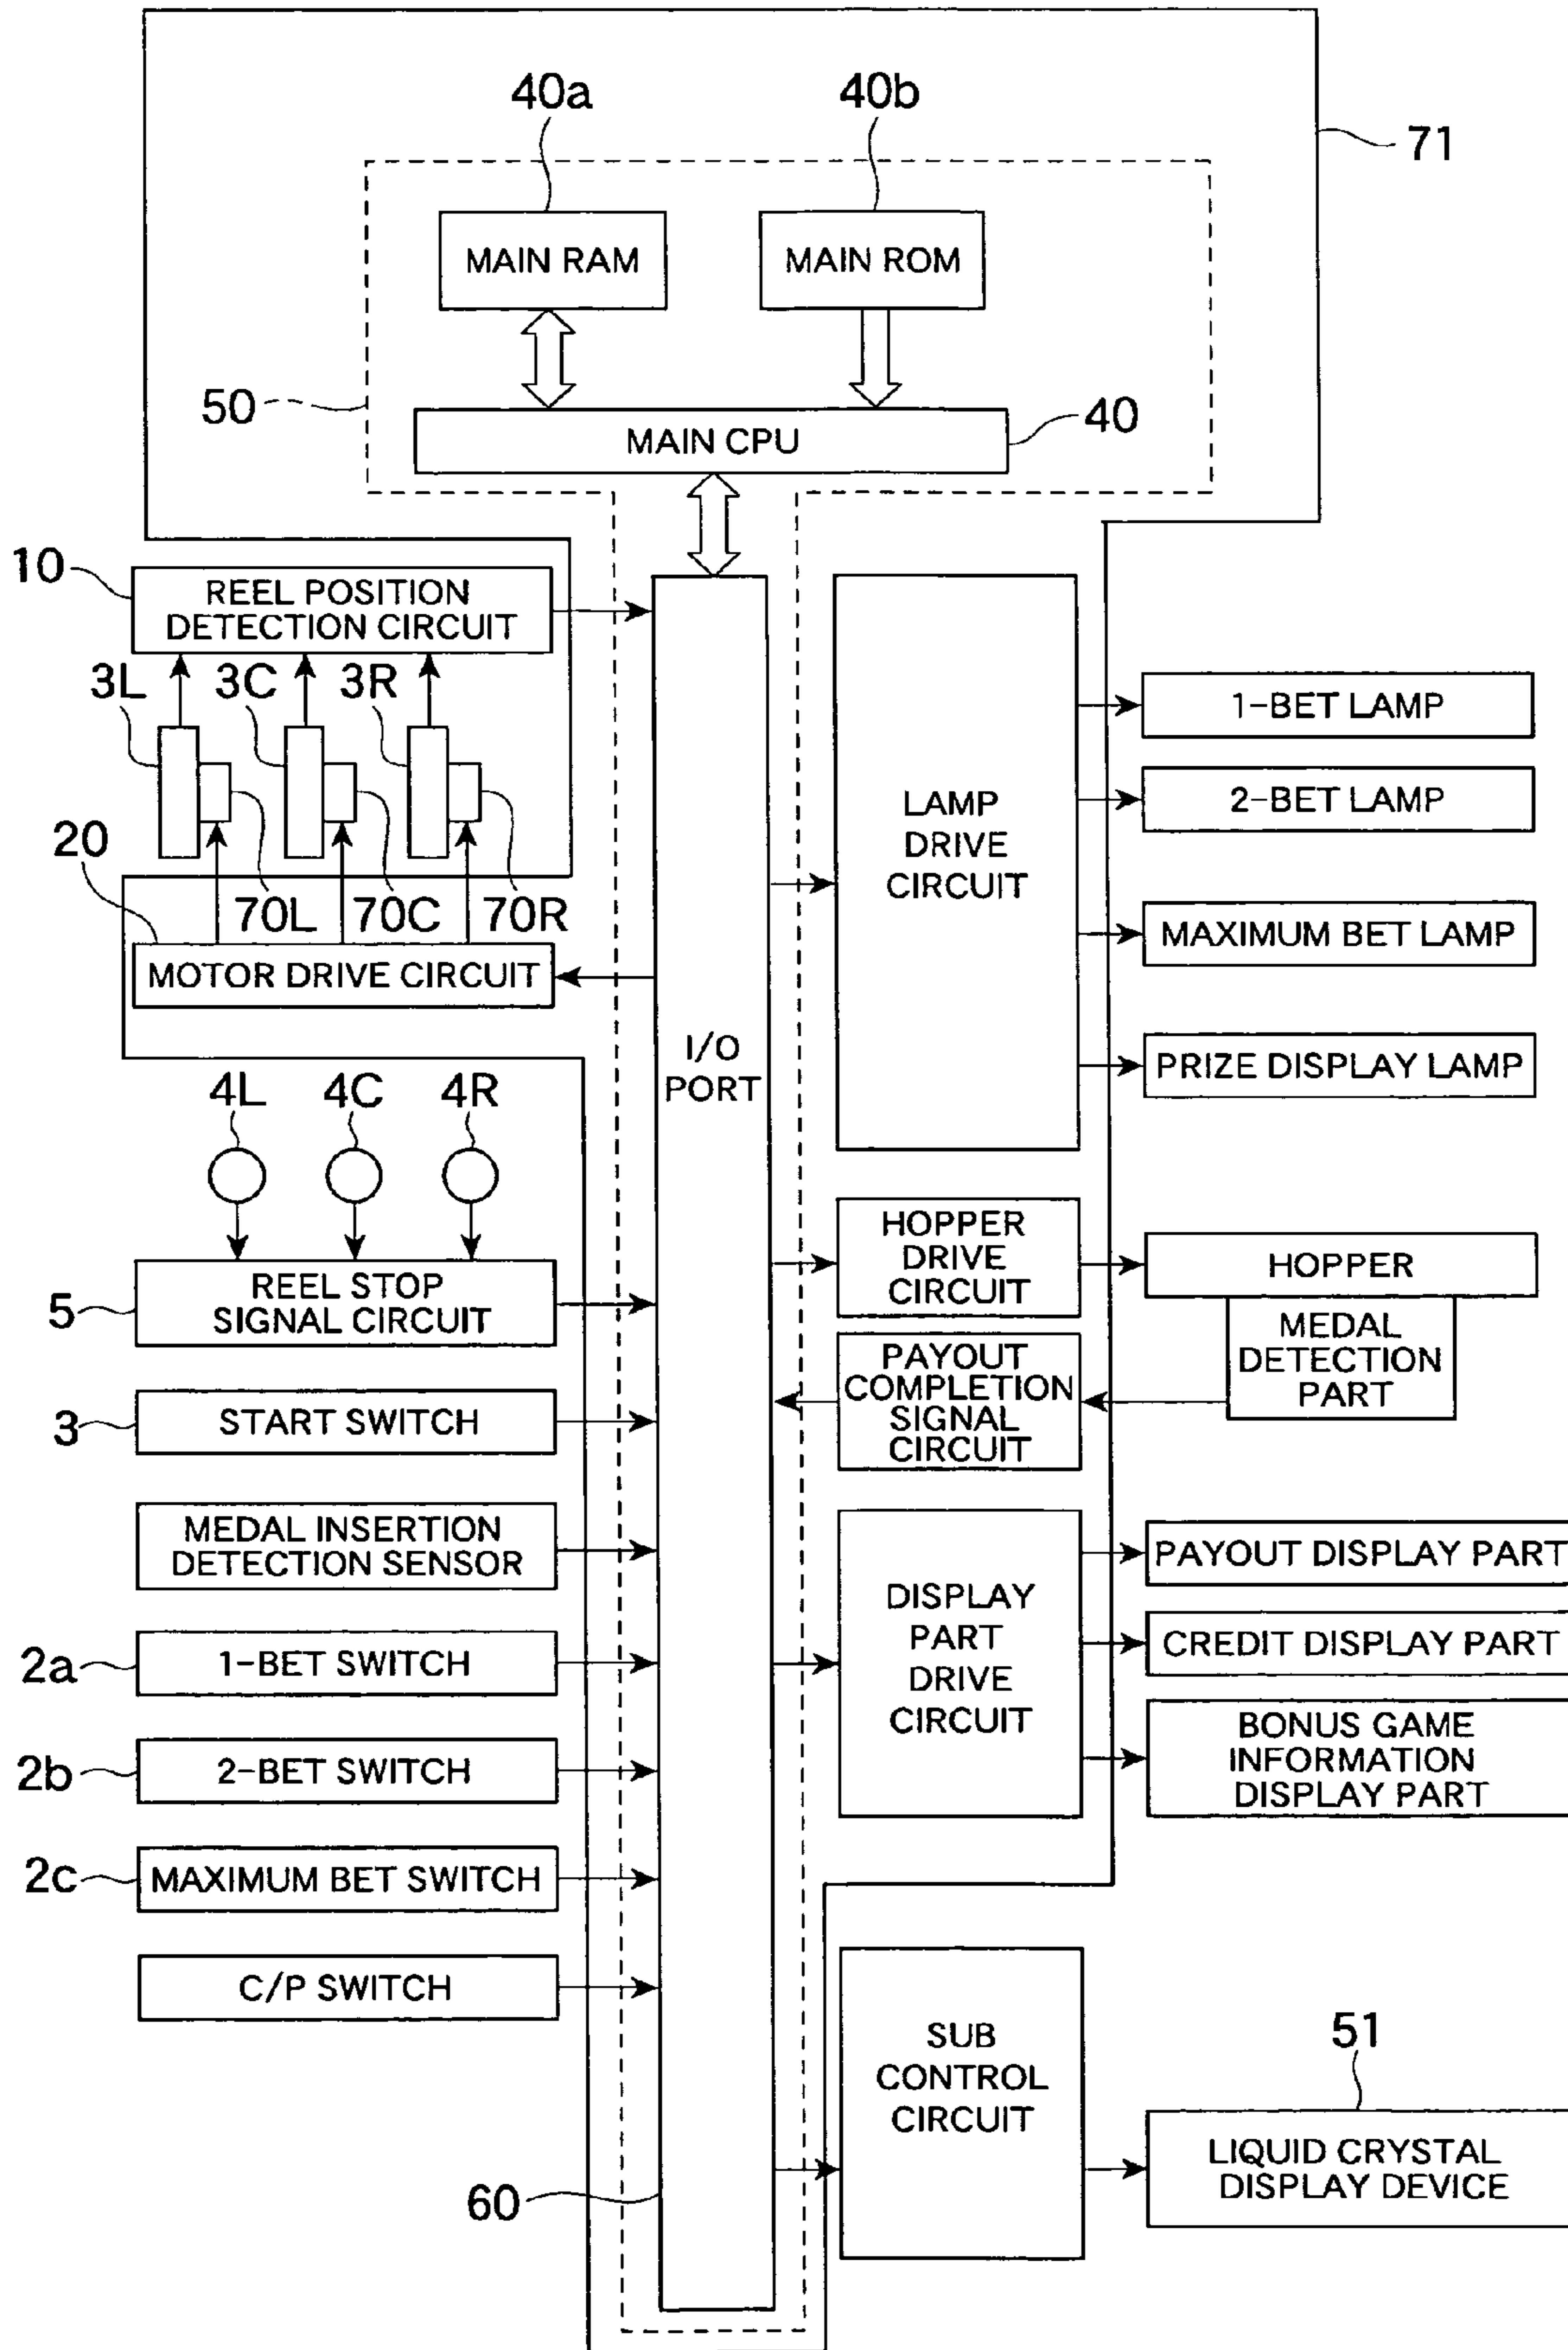 40a
40b
71
MAIN RAM
MAIN ROM
50
MAIN CPU
40
10
REEL POSITION
DETECTION CIRCUIT
3L
3C
3R
20
70L
70C
70R
MOTOR DRIVE CIRCUIT
I/O
PORT
LAMP
DRIVE
CIRCUIT
1-BET LAMP
2-BET LAMP
MAXIMUM BET LAMP
PRIZE DISPLAY LAMP
4L
4C
4R
5
REEL STOP
SIGNAL CIRCUIT
HOPPER
DRIVE
CIRCUIT
HOPPER
MEDAL
DETECTION
PART
PAYOUT
COMPLETION
SIGNAL
CIRCUIT
3
START SWITCH
MEDAL INSERTION
DETECTION SENSOR
2a
1-BET SWITCH
2b
2-BET SWITCH
2c
MAXIMUM BET SWITCH
C/P SWITCH
DISPLAY
PART
DRIVE
CIRCUIT
PAYOUT DISPLAY PART
CREDIT DISPLAY PART
BONUS GAME
INFORMATION
DISPLAY PART
60
SUB
CONTROL
CIRCUIT
51
LIQUID CRYSTAL
DISPLAY DEVICE